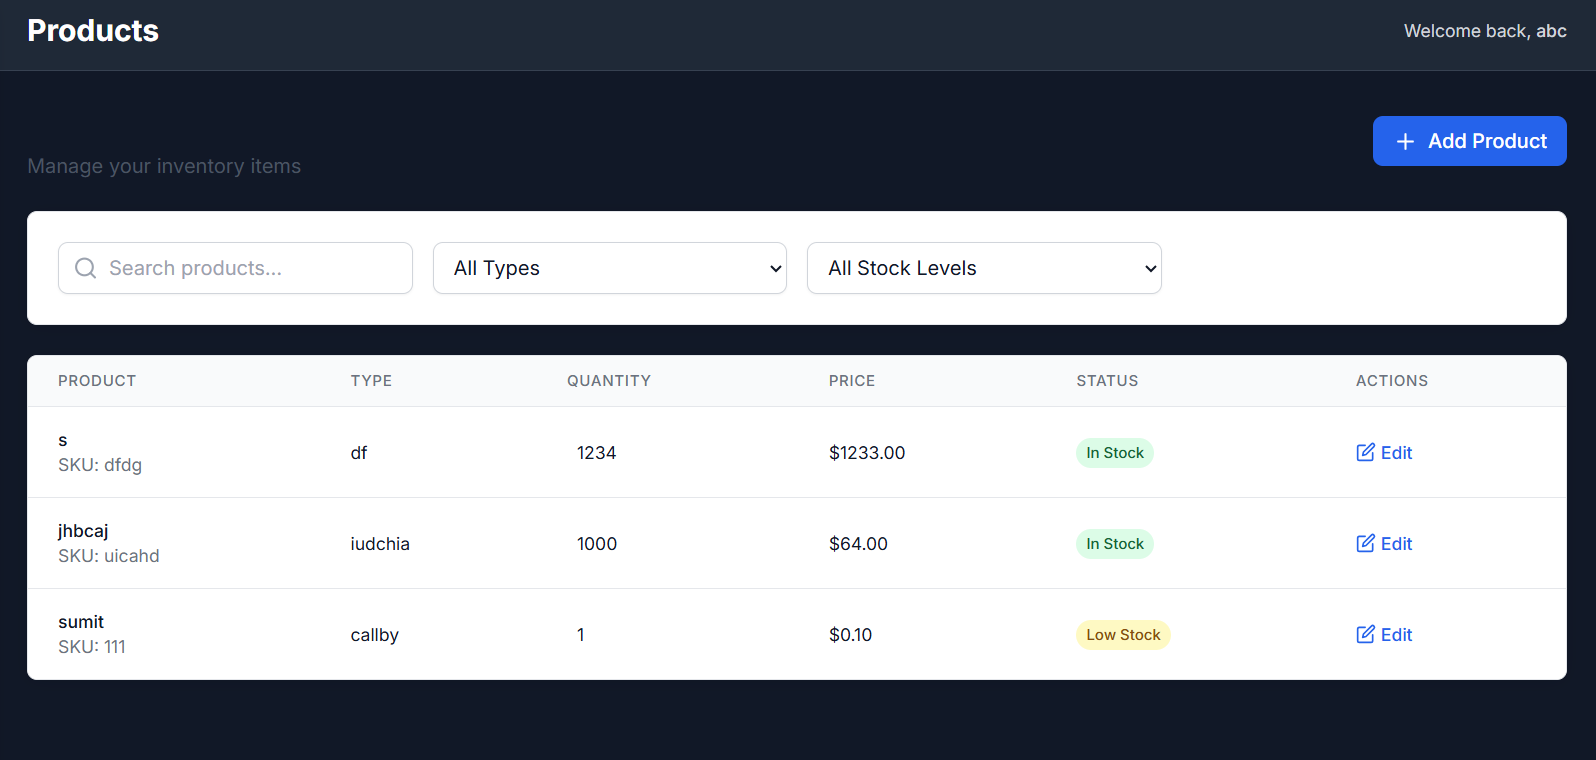 Products
Welcome back, abc
Add Product
Manage your inventory items
Search products...
All Types
All Stock Levels
PRODUCT TYPE QUANTITY PRICE STATUS ACTIONS
s
SKU: dfdg
df 1234 $1233.00 In Stock Edit
jhbcaj
SKU: uicahd
iudchia 1000 $64.00 In Stock Edit
sumit
SKU: 111
callby 1 $0.10 Low Stock Edit